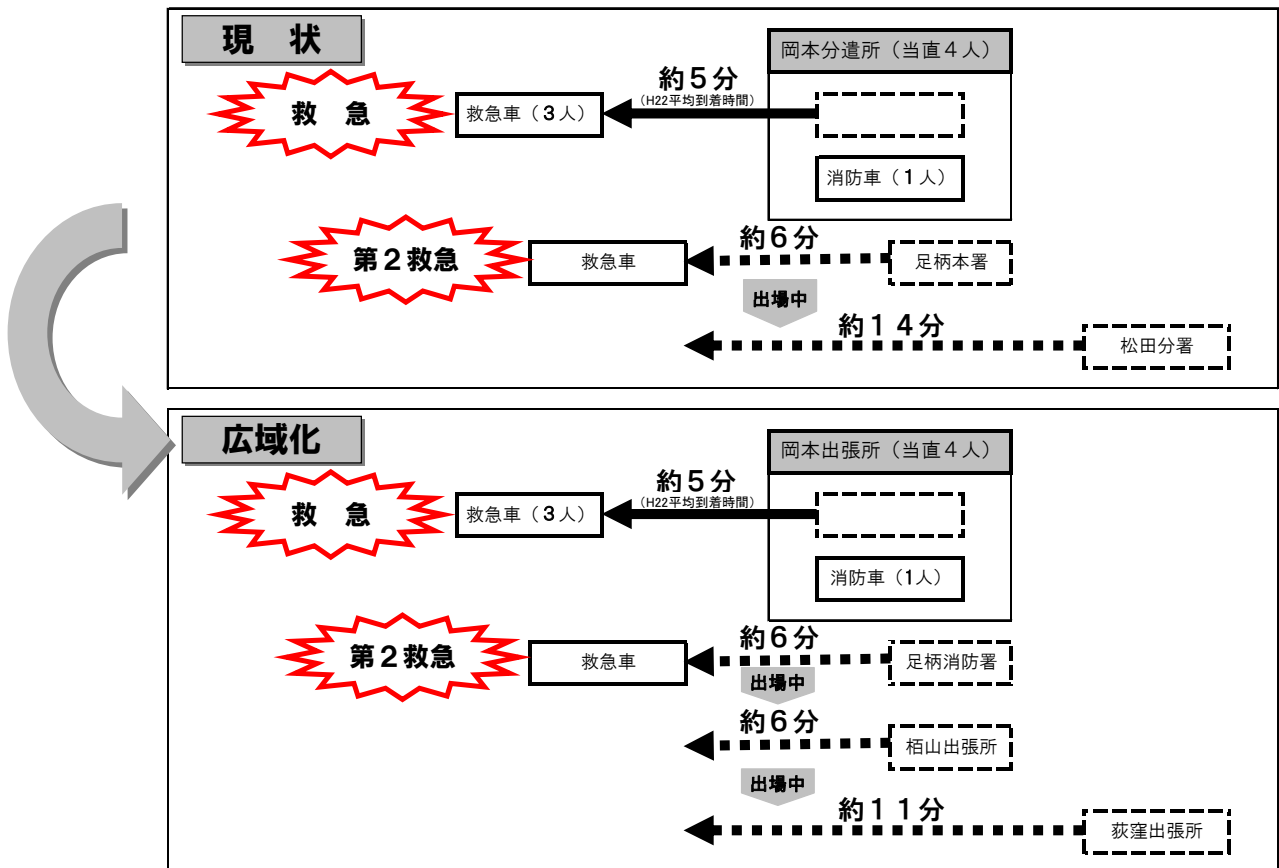 現　状
岡本分遣所（当直４人）
約５分
（H22平均到着時間）
救　急
救急車（３人）
消防車（１人）
約６分
第２救急
救急車
足柄本署
出場中
約１４分
松田分署
広域化
岡本出張所（当直４人）
約５分
（H22平均到着時間）
救　急
救急車（３人）
消防車（１人）
約６分
第２救急
救急車
足柄消防署
出場中
約６分
栢山出張所
出場中
約１１分
荻窪出張所